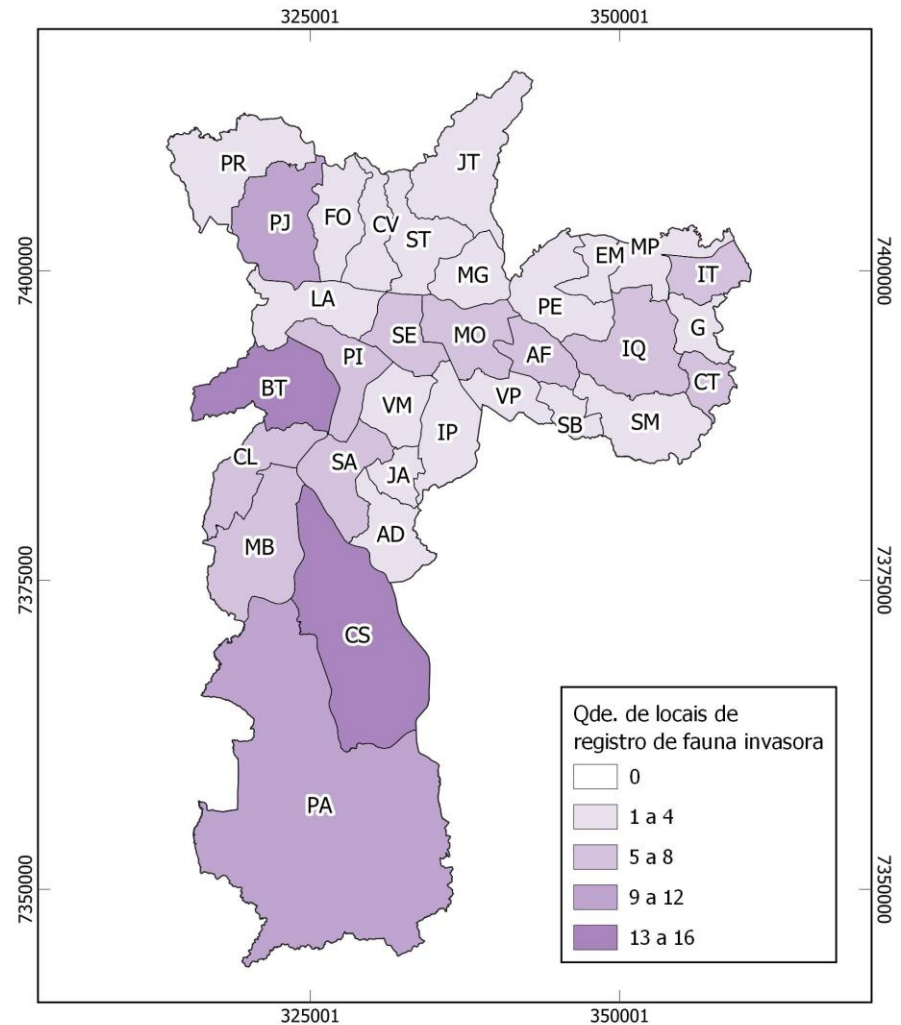 325001 350001
JT
PR
PJ FO CV ST
EM MP
7400000 MG IT 7400000
LA PE
SE MO G
PI AF IQ
BT CT
VM VP
IP SB SM
CL SA JA
AD
MB
7375000 7375000
CS
Qde. de locais de
registro de fauna invasora
0
1 a 4
PA
5 a 8
7350000 9 a 12 7350000
13 a 16
325001 350001